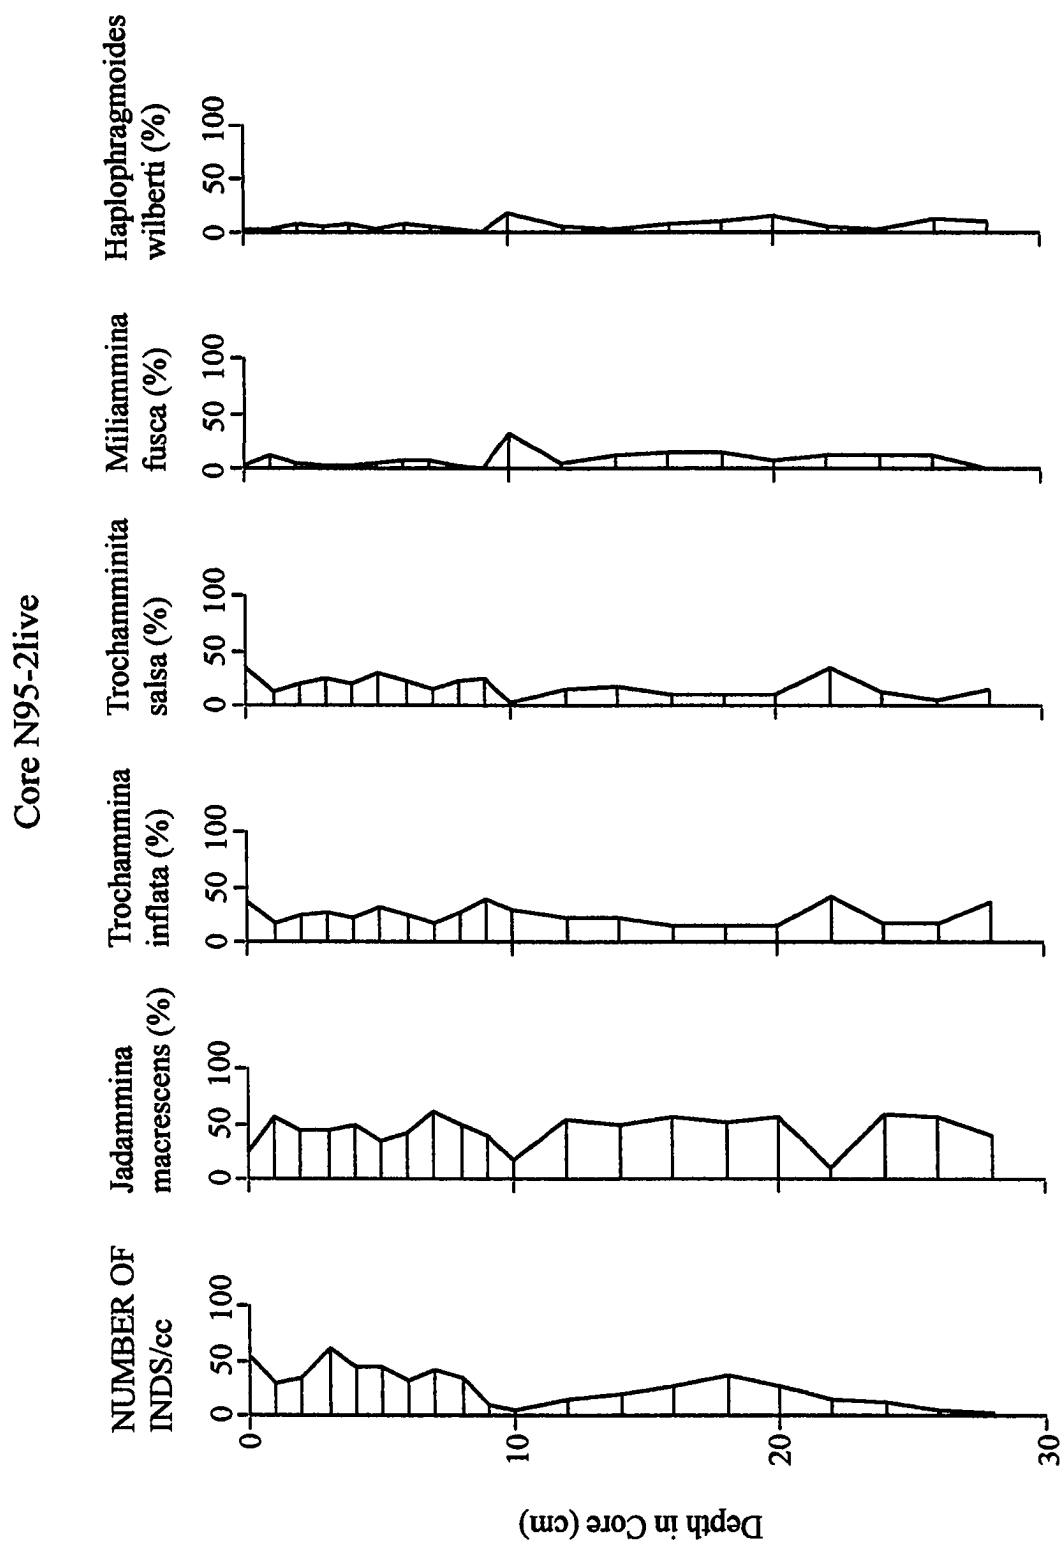 Core N95-2live
NUMBER OF
INDS/cc
Jadammina
macrescens (%)
Trochammina
inflata (%)
Trochamminita
salsa (%)
Miliammina
fusca (%)
Haplophragmoides
wilberti (%)
0 50 100
0 50 100
0 50 100
0 50 100
0 50 100
0 50 100
0
10
20
30
Depth in Core (cm)